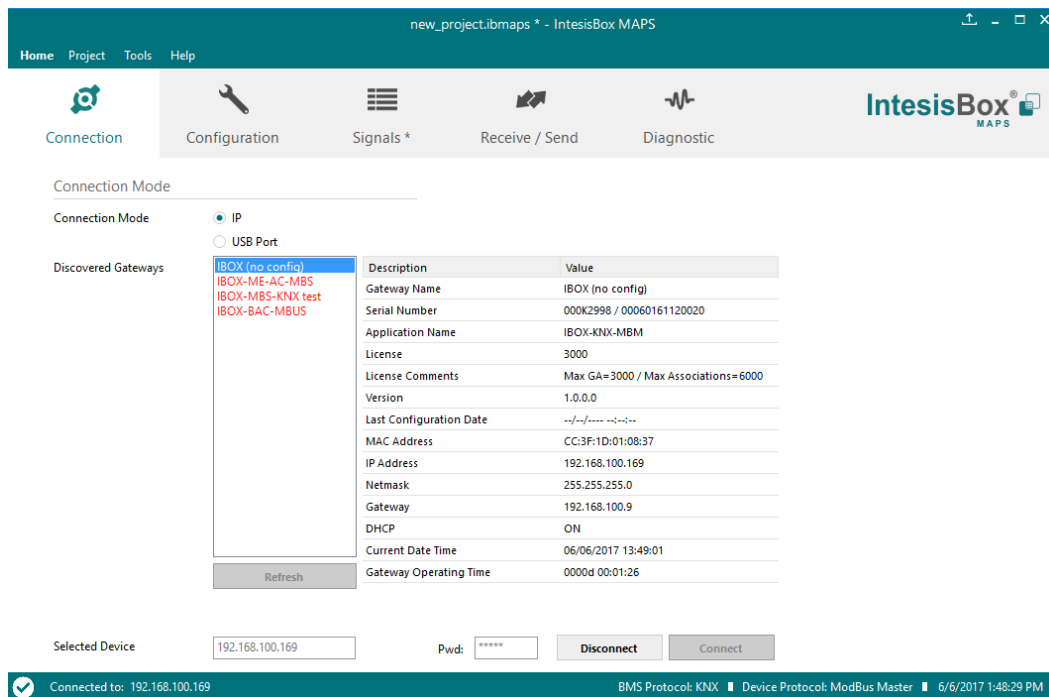 new_project.ibmaps * - IntesisBox MAPS
Home Project Tools Help
Connection Configuration Signals * Receive / Send Diagnostic
IntesisBox® MAPS
Connection Mode
Connection Mode IP
USB Port
Discovered Gateways
IBOX (no config)
IBOX-ME-AC-MBS
IBOX-MBS-KNX test
IBOX-BAC-MBUS
Description Value
Gateway Name IBOX (no config)
Serial Number 000K2998 / 00060161120020
Application Name IBOX-KNX-MBM
License 3000
License Comments Max GA=3000 / Max Associations=6000
Version 1.0.0.0
Last Configuration Date --/--/---- --:--:--
MAC Address CC:3F:1D:01:08:37
IP Address 192.168.100.169
Netmask 255.255.255.0
Gateway 192.168.100.9
DHCP ON
Current Date Time 06/06/2017 13:49:01
Gateway Operating Time 0000d 00:01:26
Refresh
Selected Device 192.168.100.169 Pwd: ***** Disconnect Connect
Connected to: 192.168.100.169 BMS Protocol: KNX Device Protocol: ModBus Master 6/6/2017 1:48:29 PM